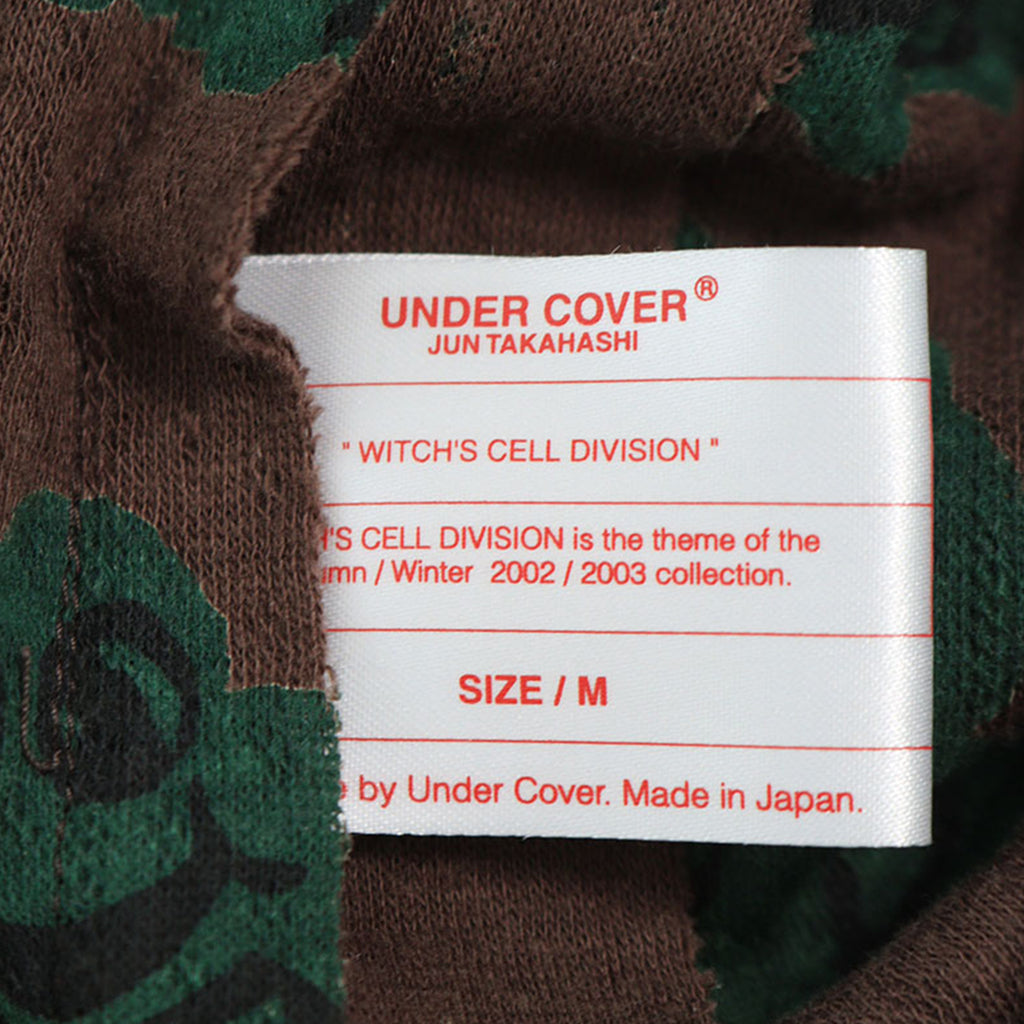 UNDER COVER®
JUN TAKAHASHI
" WITCH'S CELL DIVISION "
'S CELL DIVISION is the theme of the
mn / Winter 2002 / 2003 collection.
SIZE / M
by Under Cover. Made in Japan.